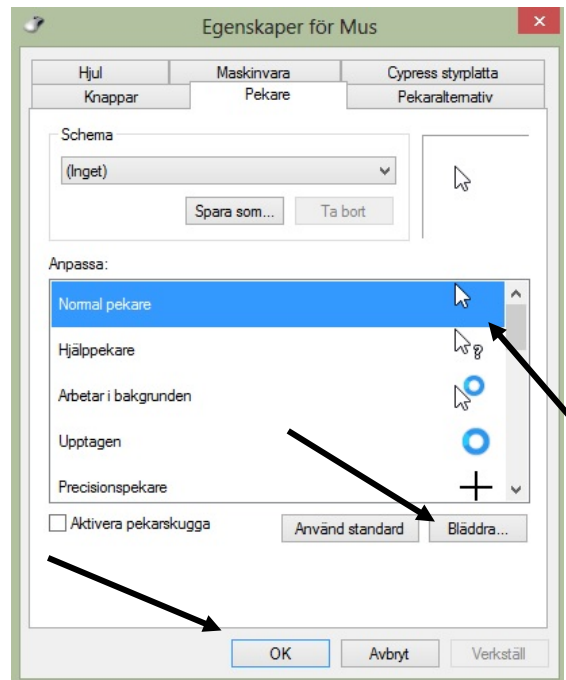 Egenskaper för Mus
Hjul Maskinvara Cypress styrplatta
Knappar Pekare Pekaralternativ
Schema
(Inget)
Spara som... Ta bort
Anpassa:
Normal pekare
Hjälppekare
Arbetar i bakgrunden
Upptagen
Precisionspekare
Aktivera pekarskugga Använd standard Bläddra...
OK Avbryt Verkställ